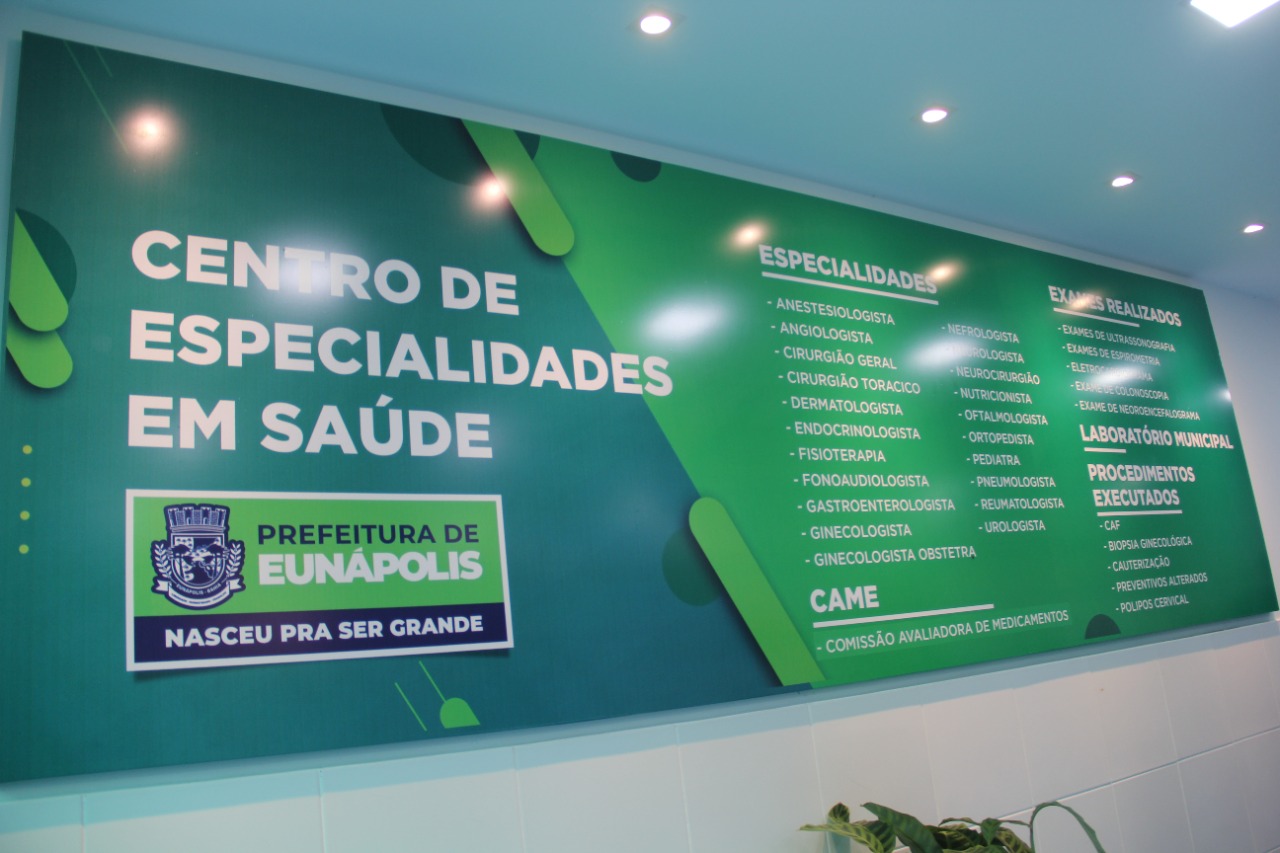 CENTRO DE
ESPECIALIDADES
EM SAÚDE
PREFEITURA DE
EUNÁPOLIS
NASCEU PRA SER GRANDE
ESPECIALIDADES
- ANESTESIOLOGISTA
- ANGIOLOGISTA
- CIRURGIÃO GERAL
- CIRURGIÃO TORACICO
- DERMATOLOGISTA
- ENDOCRINOLOGISTA
- FISIOTERAPIA
- FONOAUDIOLOGISTA
- GASTROENTEROLOGISTA
- GINECOLOGISTA
- GINECOLOGISTA OBSTETRA
- NEFROLOGISTA
- NEUROLOGISTA
- NEUROCIRURGIÃO
- NUTRICIONISTA
- OFTALMOLOGISTA
- ORTOPEDISTA
- PEDIATRA
- PNEUMOLOGISTA
- REUMATOLOGISTA
- UROLOGISTA
CAME
- COMISSÃO AVALIADORA DE MEDICAMENTOS
EXAMES REALIZADOS
- EXAMES DE ULTRASSONOGRAFIA
- EXAMES DE ESPIROMETRIA
- ELETROCARDIOGRAMA
- EXAME DE COLONOSCOPIA
- EXAME DE NEOROENCEFALOGRAMA
LABORATÓRIO MUNICIPAL
PROCEDIMENTOS
EXECUTADOS
- CAF
- BIOPSIA GINECOLÓGICA
- CAUTERIZAÇÃO
- PREVENTIVOS ALTERADOS
- POLIPOS CERVICAL